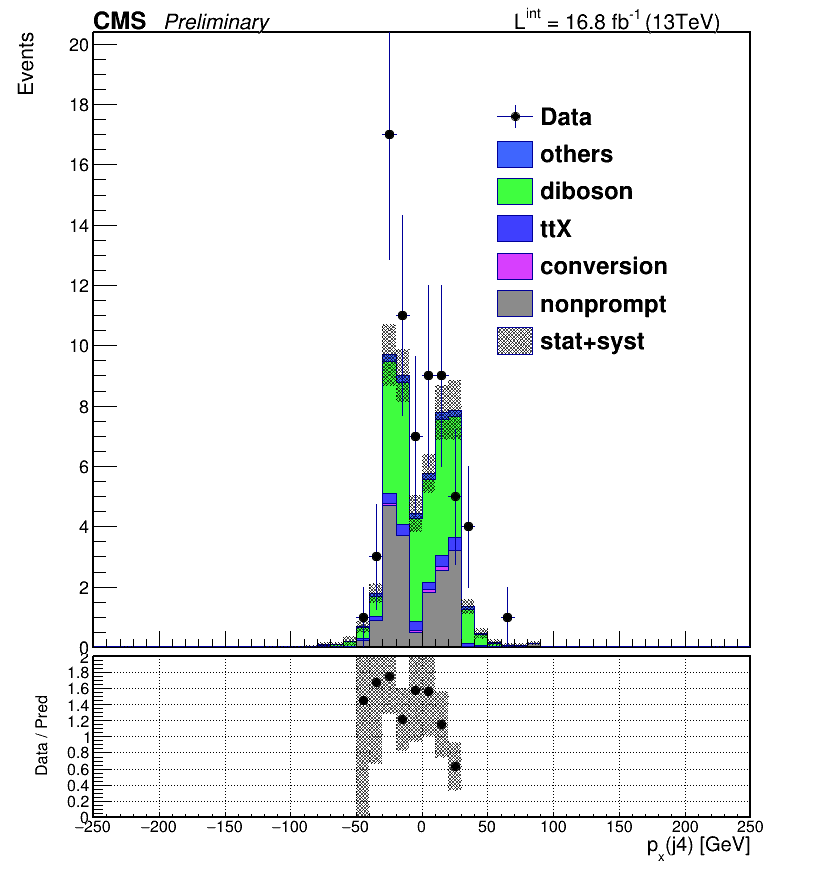 CMS Preliminary L^int = 16.8 fb^-1 (13TeV)
Events
20
18
16
14
12
10
8
6
4
2
0
Data
others
diboson
ttX
conversion
nonprompt
stat+syst
Data / Pred
2
1.8
1.6
1.4
1.2
1
0.8
0.6
0.4
0.2
0
−250 −200 −150 −100 −50 0 50 100 150 200 250
p_x(j4) [GeV]